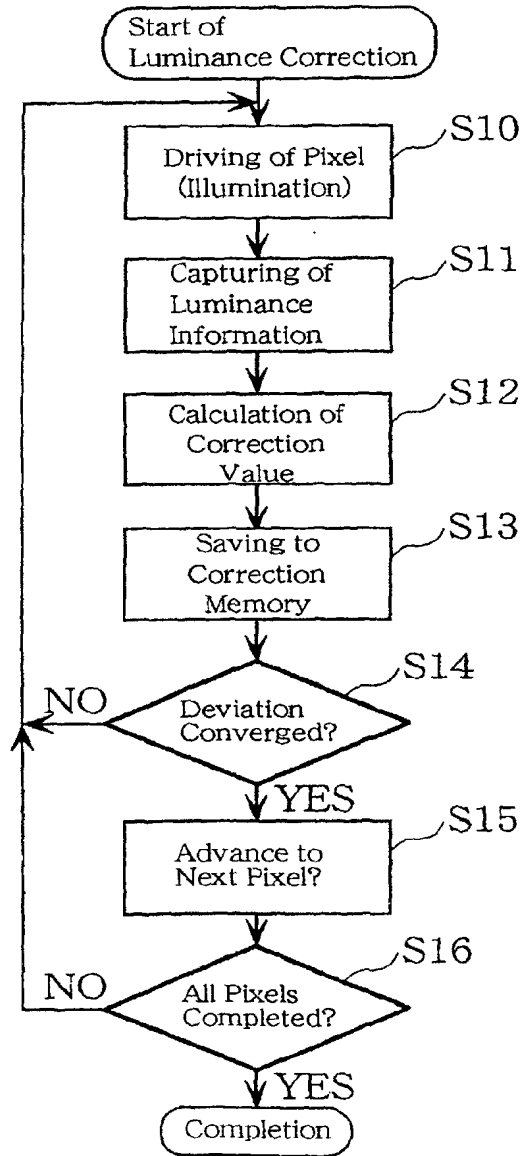 Start of
Luminance Correction
S10
Driving of Pixel
(Illumination)
S11
Capturing of
Luminance
Information
S12
Calculation of
Correction
Value
S13
Saving to
Correction
Memory
S14
NO
Deviation
Converged?
YES
S15
Advance to
Next Pixel?
S16
NO
All Pixels
Completed?
YES
Completion